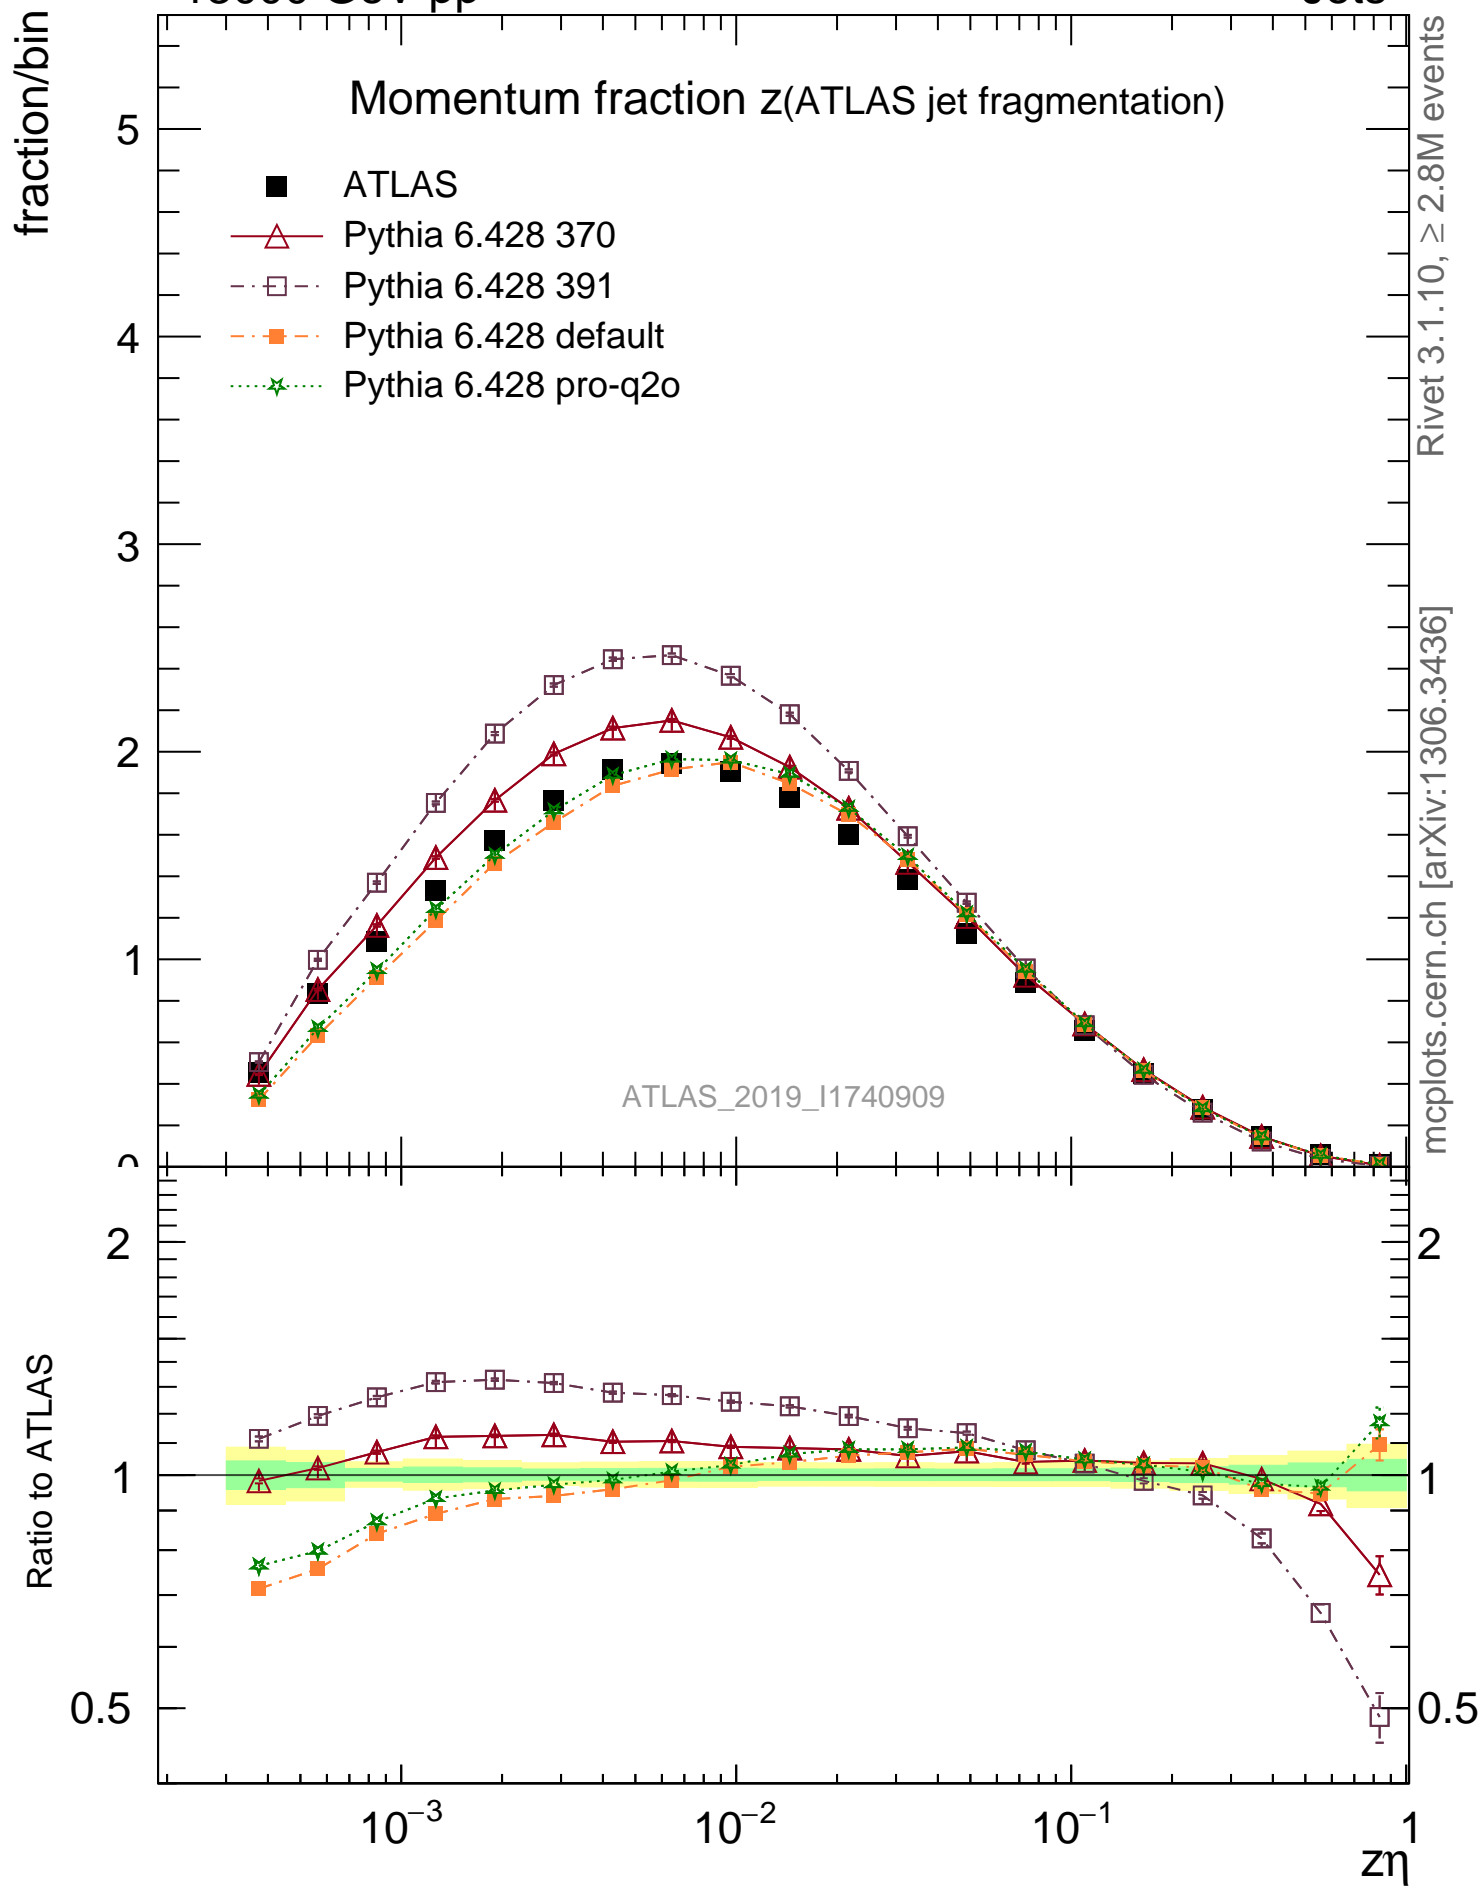 fraction/bin
Momentum fraction z(ATLAS jet fragmentation)
ATLAS
Pythia 6.428 370
Pythia 6.428 391
Pythia 6.428 default
Pythia 6.428 pro-q2o
5
4
3
2
1
ATLAS_2019_I1740909
Rivet 3.1.10, ≥ 2.8M events
mcplots.cern.ch [arXiv:1306.3436]
Ratio to ATLAS
2
1
0.5
2
1
0.5
10⁻³
10⁻²
10⁻¹
1
zη